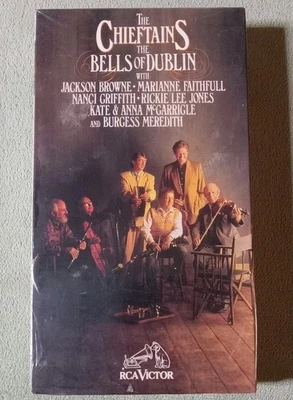 THE
CHIEFTAINS
THE
BELLS OF DUBLIN
WITH
JACKSON BROWNE • MARIANNE FAITHFULL
NANCI GRIFFITH • RICKIE LEE JONES
KATE & ANNA McGARRIGLE
AND BURGESS MEREDITH
RCA VICTOR